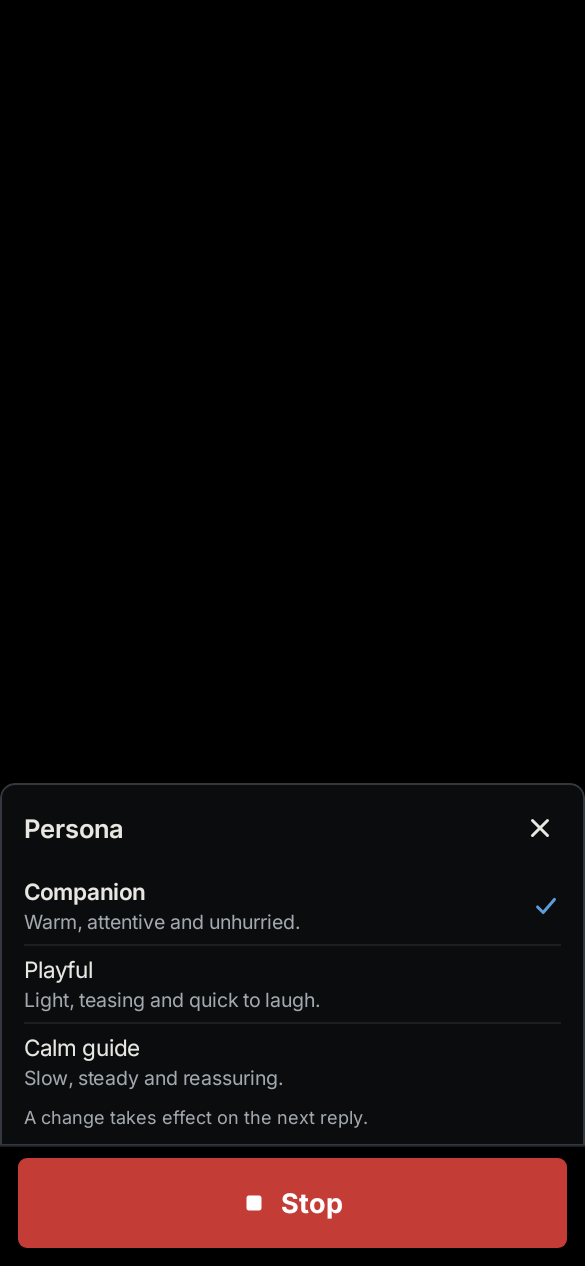 Persona
Companion
Warm, attentive and unhurried.
Playful
Light, teasing and quick to laugh.
Calm guide
Slow, steady and reassuring.
A change takes effect on the next reply.
Stop